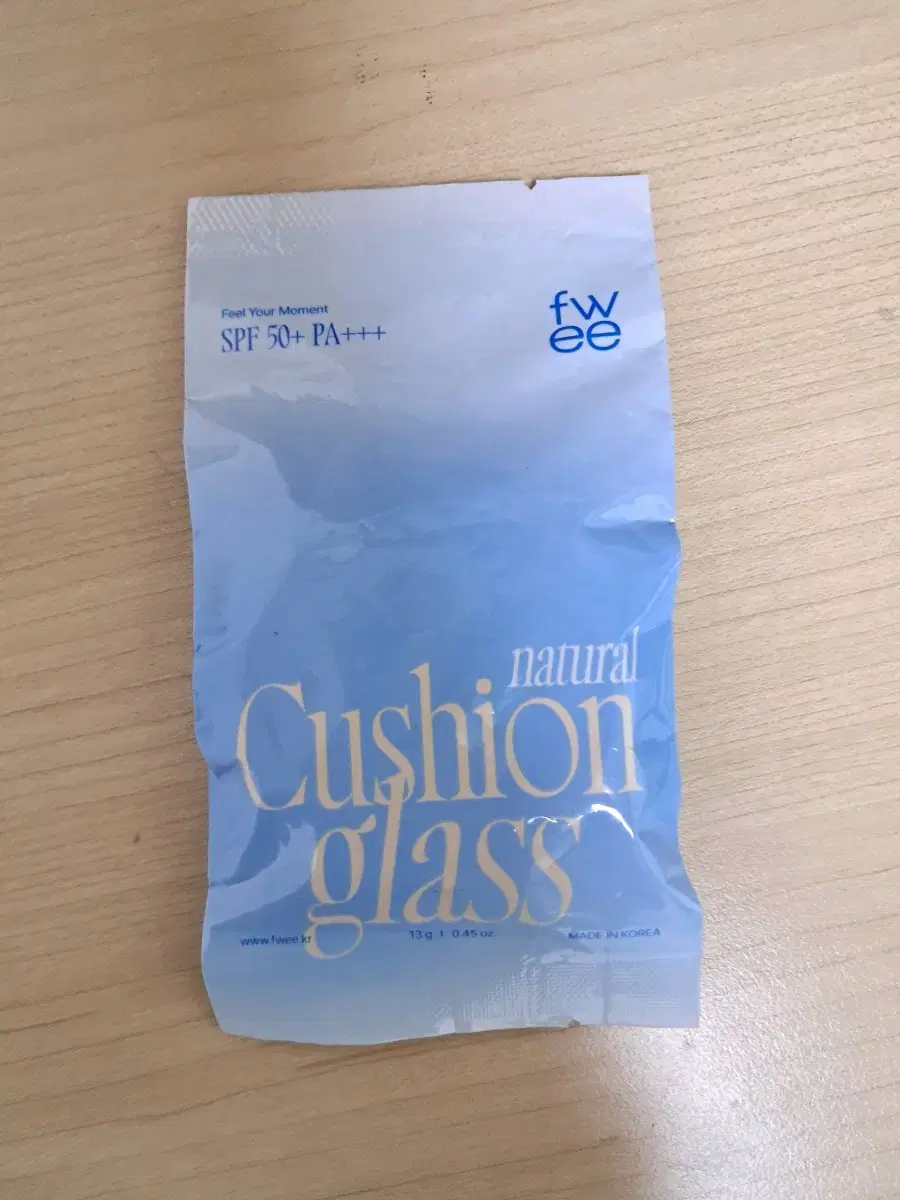 Feel Your Moment
SPF 50+ PA+++
fw
ee
natural
Cushion
glass
www.fwee.kr
13 g | 0.45 oz.
MADE IN KOREA